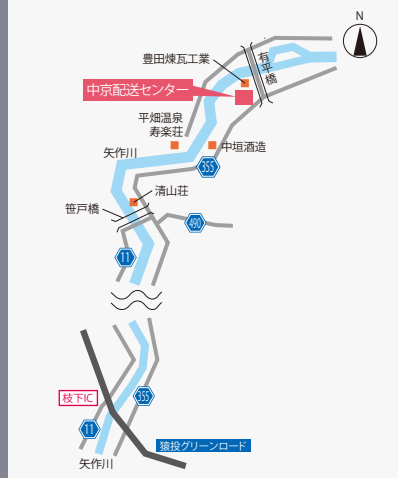 N
豊田煉瓦工業
有平橋
中京配送センター
平畑温泉
寿楽荘
中垣酒造
矢作川
355
清山荘
笹戸橋
490
11
枝下IC
355
11
猿投グリーンロード
矢作川